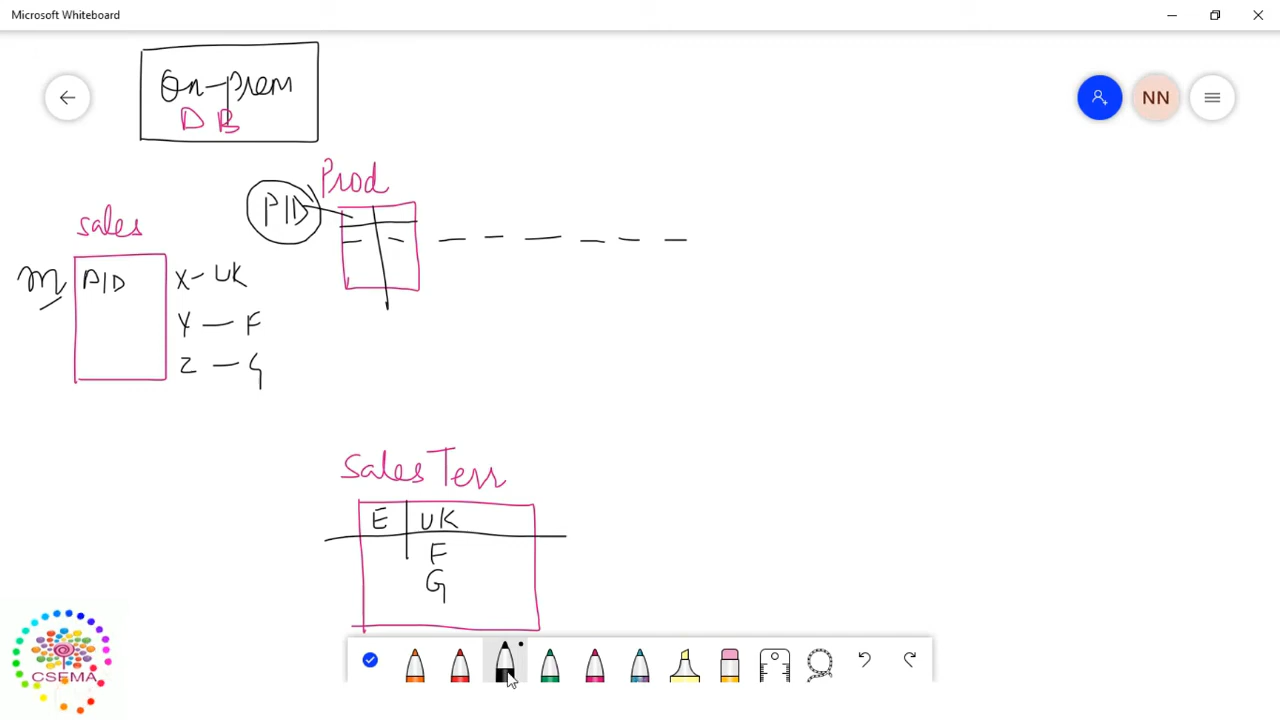 Microsoft Whiteboard
On-Prem
DB
NN
Prod
PID
sales
M PID X - UK
Y — F
Z — G
Sales Terr
E UK
F
G
CSEMA